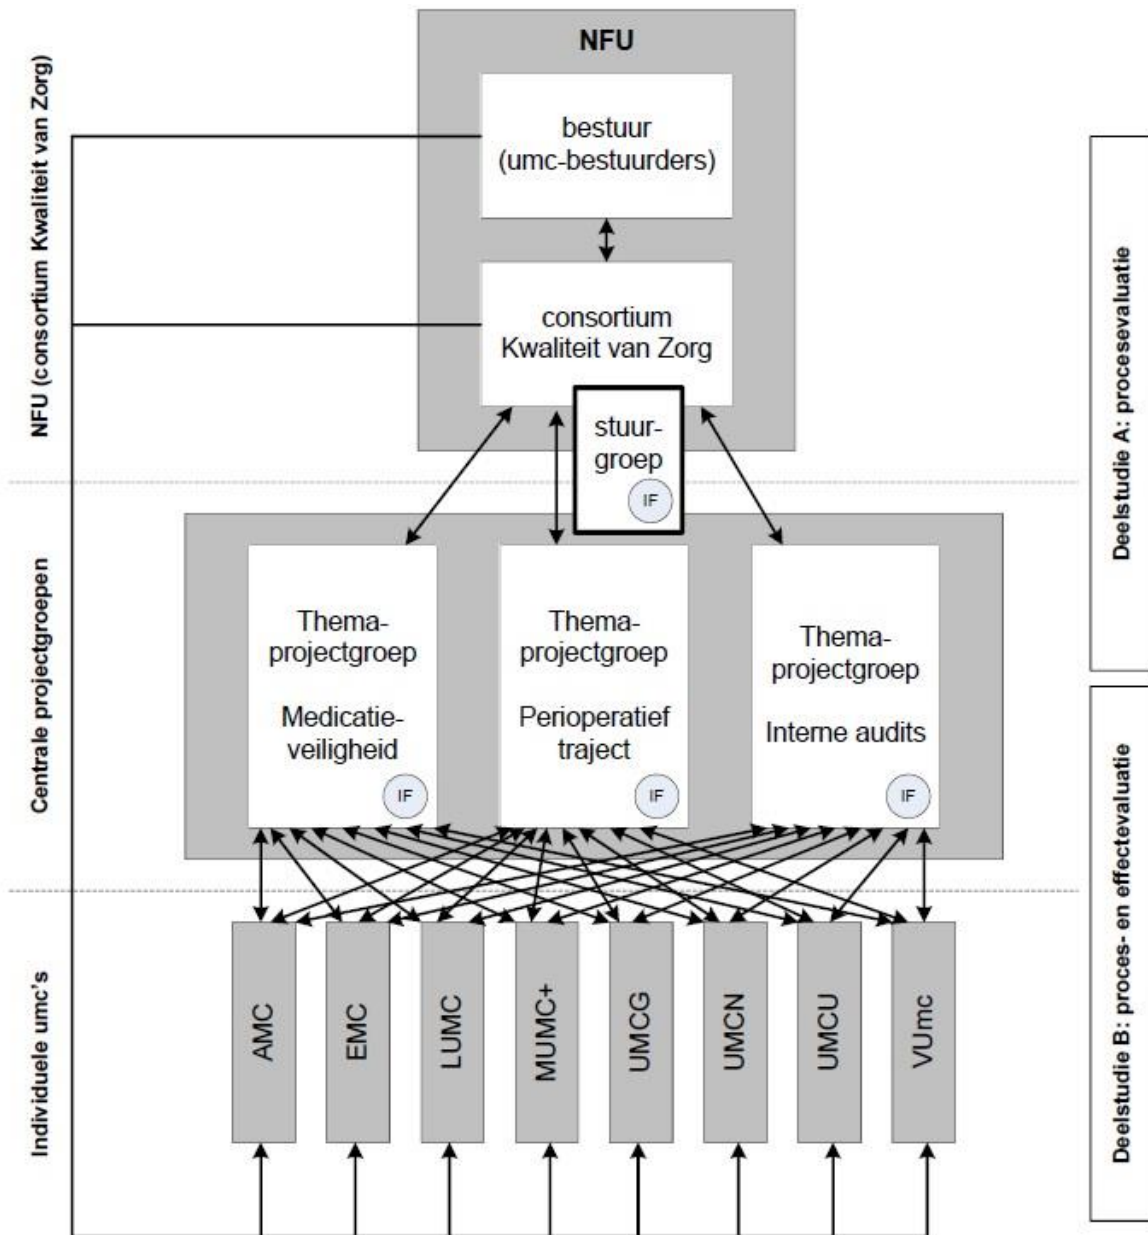 NFU
bestuur
(umc-bestuurders)
consortium
Kwaliteit van Zorg
stuur-
groep
IF
NFU (consortium Kwaliteit van Zorg)
Centrale projectgroepen
Thema-
projectgroep
Medicatie-
veiligheid
IF
Thema-
projectgroep
Perioperatief
traject
IF
Thema-
projectgroep
Interne audits
IF
Individuele umc's
AMC
EMC
LUMC
MUMC+
UMCG
UMCN
UMCU
VUmc
Deelstudie A: procesevaluatie
Deelstudie B: proces- en effectevaluatie